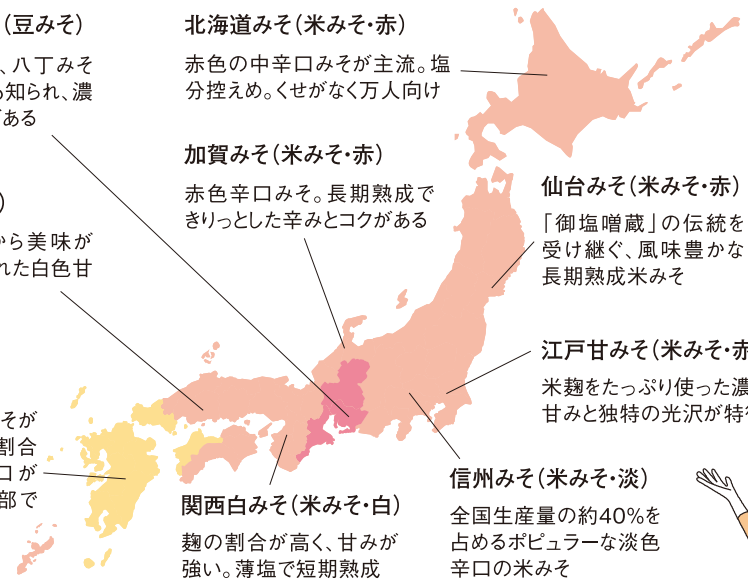 (豆みそ)
、八丁みそ
も知られ、濃
がある
)
から美味が
れた白色甘
そが
割合
口が
部で
北海道みそ(米みそ・赤)
赤色の中辛口みそが主流。塩
分控えめ。くせがなく万人向け
加賀みそ(米みそ・赤)
赤色辛口みそ。長期熟成で
きりっとした辛みとコクがある
仙台みそ(米みそ・赤)
「御塩噌蔵」の伝統を
受け継ぐ、風味豊かな
長期熟成米みそ
江戸甘みそ(米みそ・赤
米麹をたっぷり使った濃
甘みと独特の光沢が特徴
信州みそ(米みそ・淡)
全国生産量の約40%を
占めるポピュラーな淡色
辛口の米みそ
関西白みそ(米みそ・白)
麹の割合が高く、甘みが
強い。薄塩で短期熟成